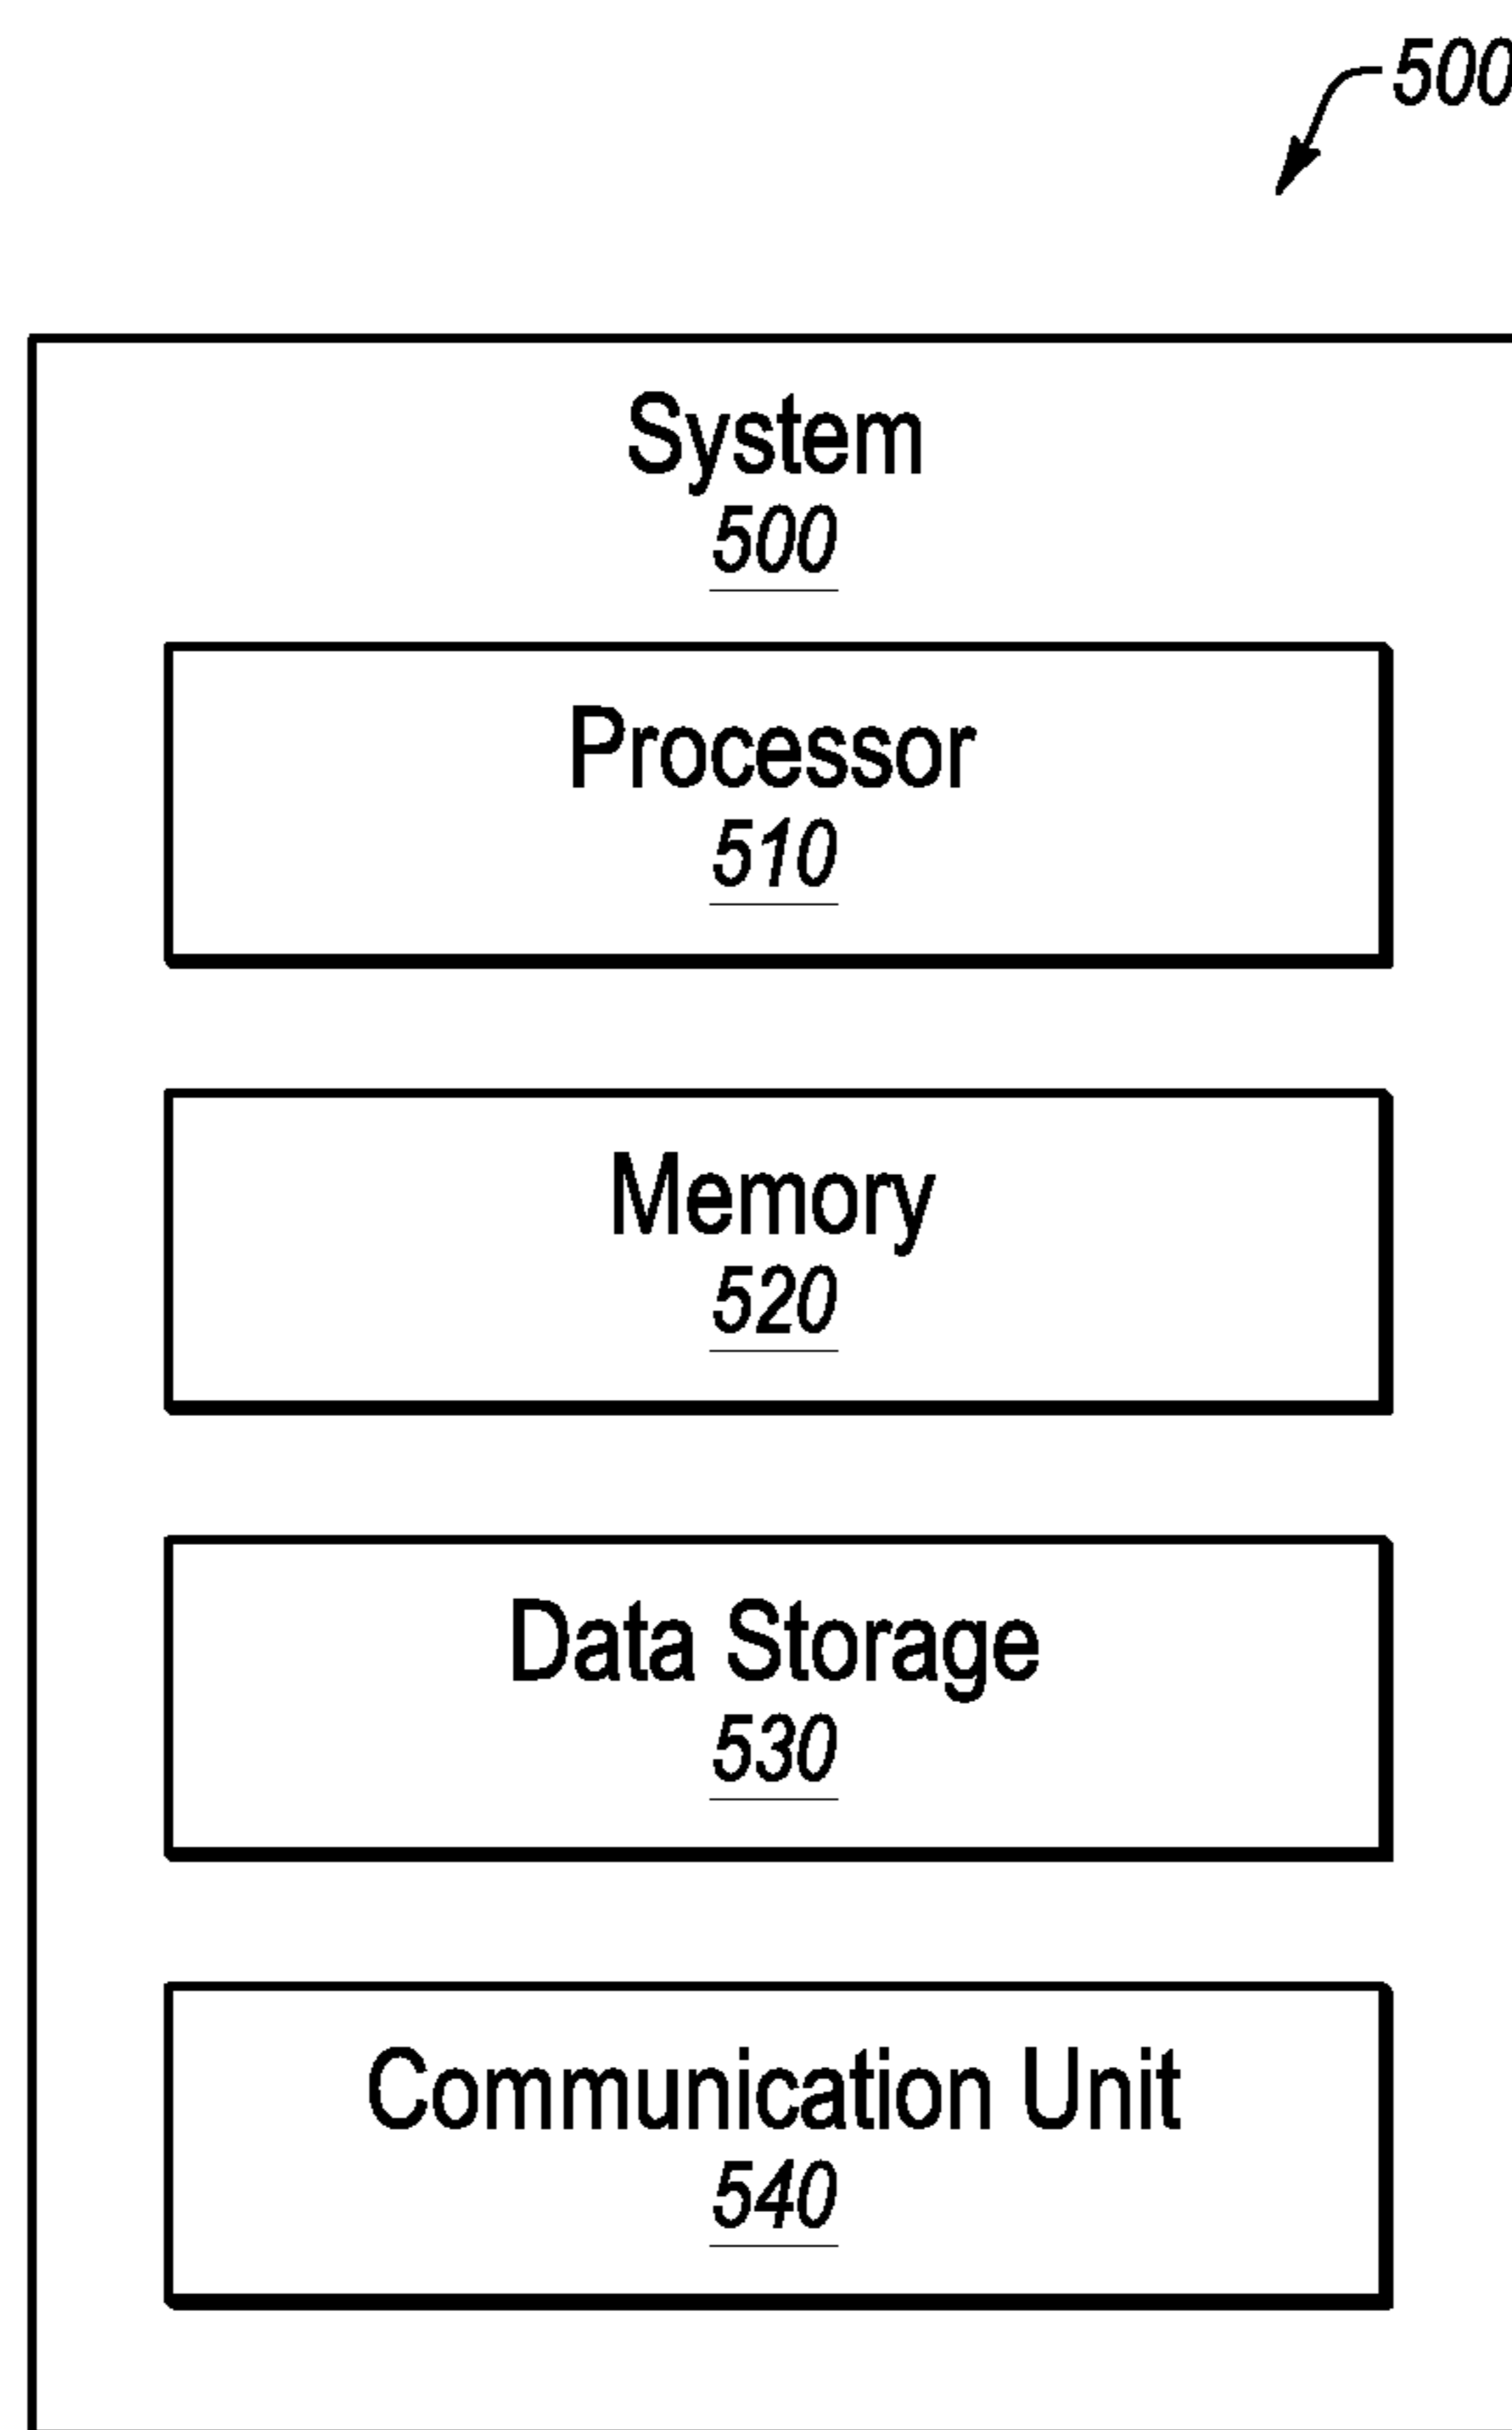 500
System
500
Processor
510
Memory
520
Data Storage
530
Communication Unit
540